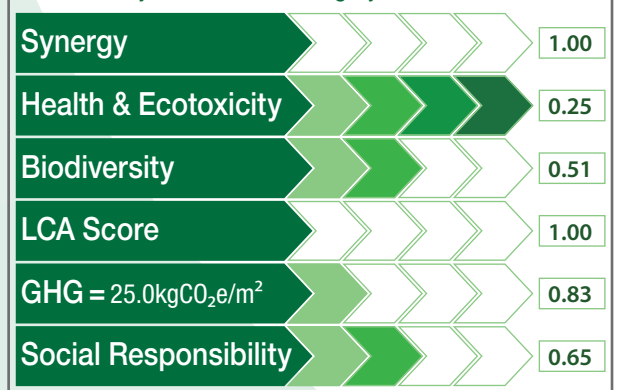 Synergy 1.00
Health & Ecotoxicity 0.25
Biodiversity 0.51
LCA Score 1.00
GHG = 25.0kgCO₂e/m² 0.83
Social Responsibility 0.65